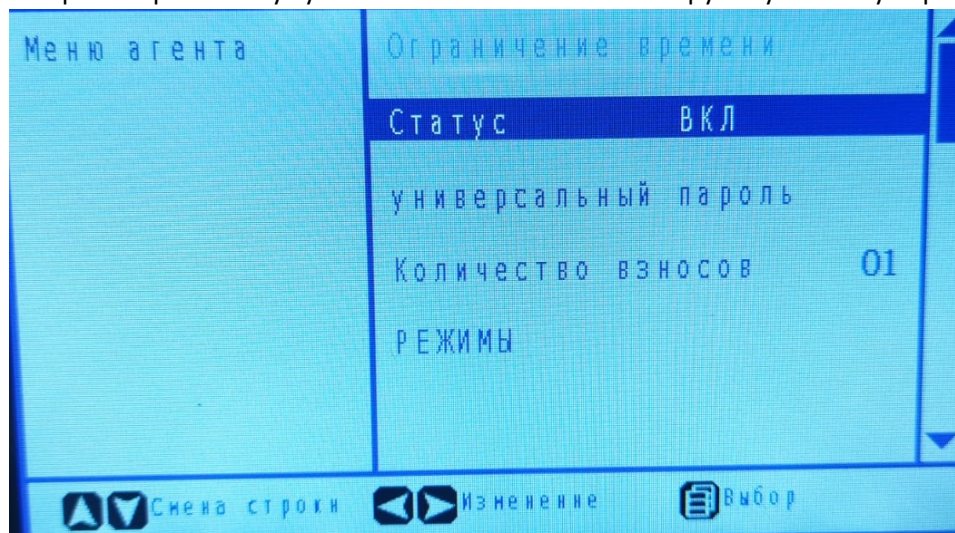 Меню агента
Ограничение времени
Статус ВКЛ
универсальный пароль
Количество взносов 01
РЕЖИМЫ
Смена строки Изменение Выбор